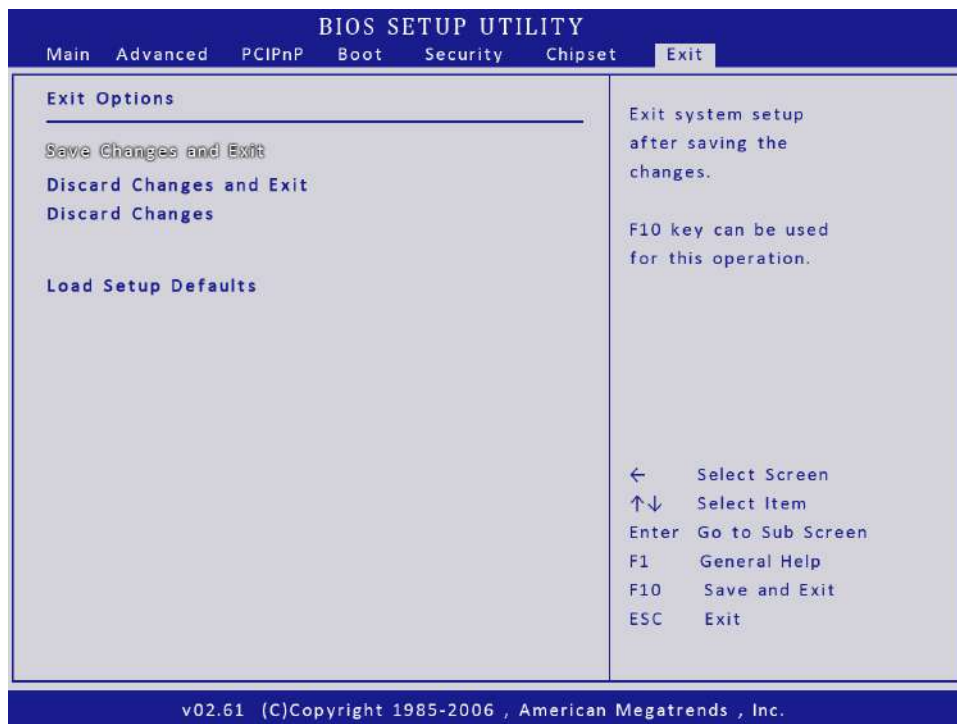 BIOS SETUP UTILITY
Main Advanced PCIPnP Boot Security Chipset Exit
Exit Options
Save Changes and Exit
Discard Changes and Exit
Discard Changes
Load Setup Defaults
Exit system setup
after saving the
changes.
F10 key can be used
for this operation.
← Select Screen
↑↓ Select Item
Enter Go to Sub Screen
F1 General Help
F10 Save and Exit
ESC Exit
v02.61 (C)Copyright 1985-2006 , American Megatrends , Inc.